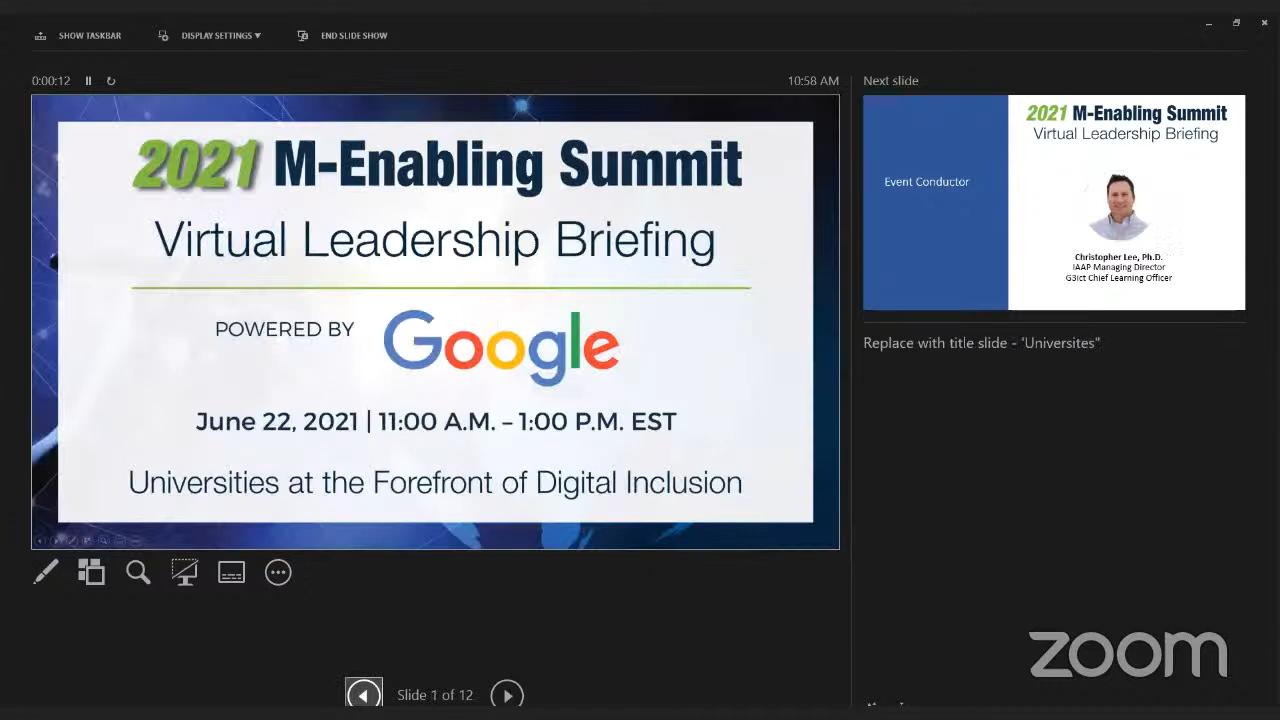 SHOW TASKBAR
DISPLAY SETTINGS ▼
END SLIDE SHOW
0:00:12
10:58 AM
2021 M-Enabling Summit
Virtual Leadership Briefing
POWERED BY Google
June 22, 2021 | 11:00 A.M. – 1:00 P.M. EST
Universities at the Forefront of Digital Inclusion
Slide 1 of 12
Next slide
Event Conductor
2021 M-Enabling Summit
Virtual Leadership Briefing
Christopher Lee, Ph.D.
IAAP Managing Director
G3ict Chief Learning Officer
Replace with title slide - 'Universites"
zoom